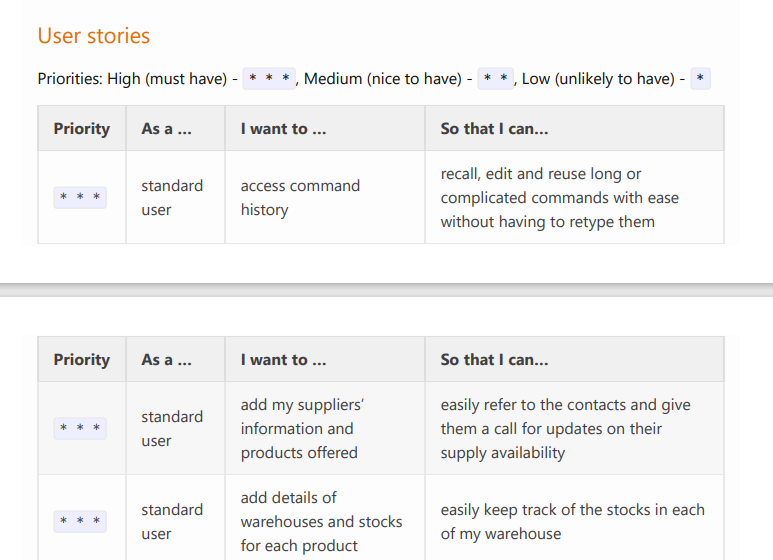 User stories
Priorities: High (must have) - * * *, Medium (nice to have) - * *, Low (unlikely to have) - *
Priority As a ... I want to ... So that I can...
* * * standard user access command history recall, edit and reuse long or complicated commands with ease without having to retype them
Priority As a ... I want to ... So that I can...
* * * standard user add my suppliers’ information and products offered easily refer to the contacts and give them a call for updates on their supply availability
* * * standard user add details of warehouses and stocks for each product easily keep track of the stocks in each of my warehouse